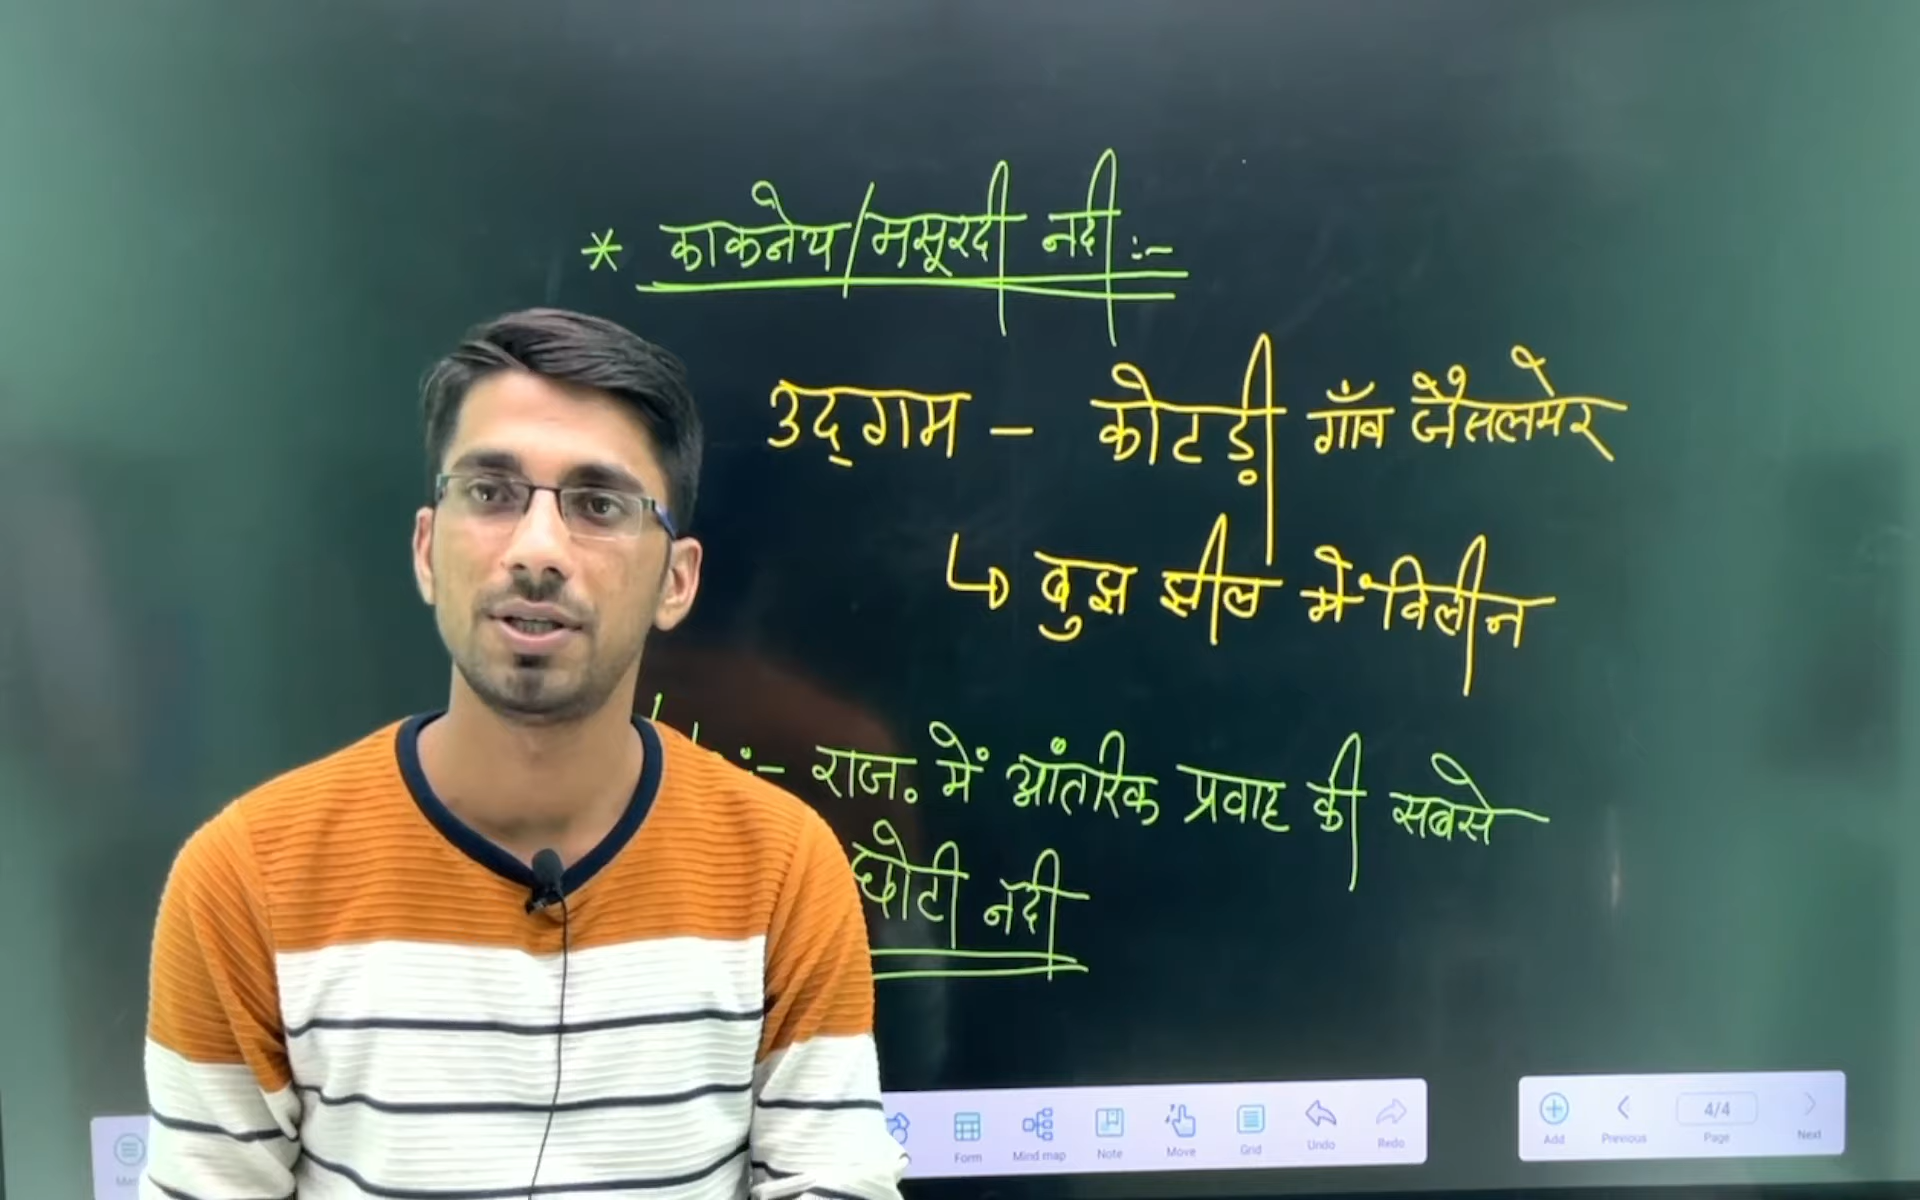 * काकनेय/मसूरदी नदी :-
उद्गम - कोटड़ी गाँव जैसलमेर
↳ बुझ झील में विलीन
:- राज. में आंतरिक प्रवाह की सबसे
छोटी नदी
Form Mind map Note Move Grid Undo Redo
Add Previous 4/4 Page Next